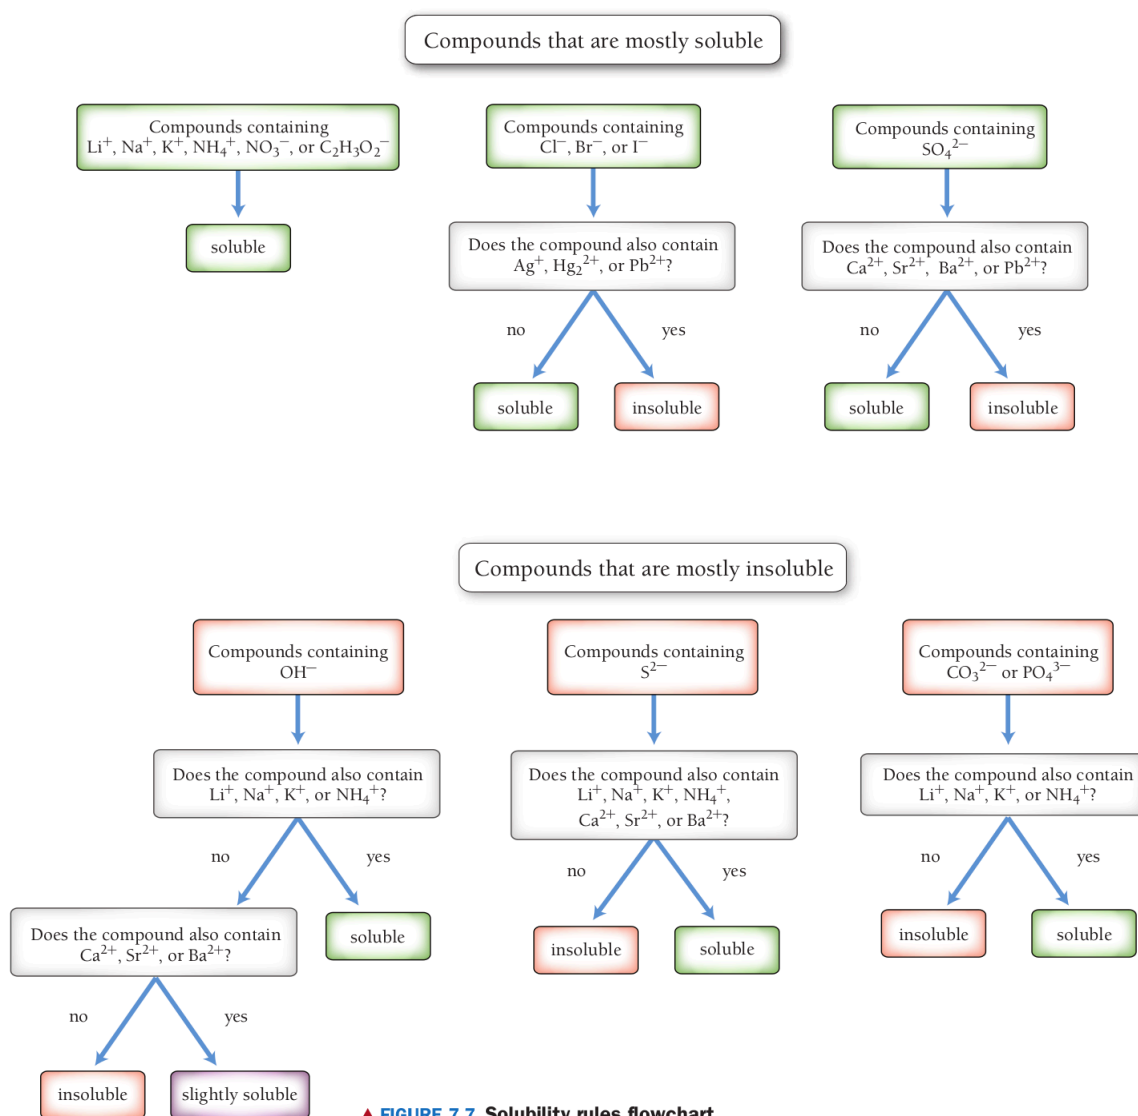 Compounds that are mostly soluble
Compounds containing
Li⁺, Na⁺, K⁺, NH₄⁺, NO₃⁻, or C₂H₃O₂⁻
soluble
Compounds containing
Cl⁻, Br⁻, or I⁻
Does the compound also contain
Ag⁺, Hg₂²⁺, or Pb²⁺?
no
yes
soluble
insoluble
Compounds containing
SO₄²⁻
Does the compound also contain
Ca²⁺, Sr²⁺, Ba²⁺, or Pb²⁺?
no
yes
soluble
insoluble
Compounds that are mostly insoluble
Compounds containing
OH⁻
Does the compound also contain
Li⁺, Na⁺, K⁺, or NH₄⁺?
no
yes
Does the compound also contain
Ca²⁺, Sr²⁺, or Ba²⁺?
soluble
no
yes
insoluble
slightly soluble
Compounds containing
S²⁻
Does the compound also contain
Li⁺, Na⁺, K⁺, NH₄⁺,
Ca²⁺, Sr²⁺, or Ba²⁺?
no
yes
insoluble
soluble
Compounds containing
CO₃²⁻ or PO₄³⁻
Does the compound also contain
Li⁺, Na⁺, K⁺, or NH₄⁺?
no
yes
insoluble
soluble
▲ FIGURE 7.7 Solubility rules flowchart